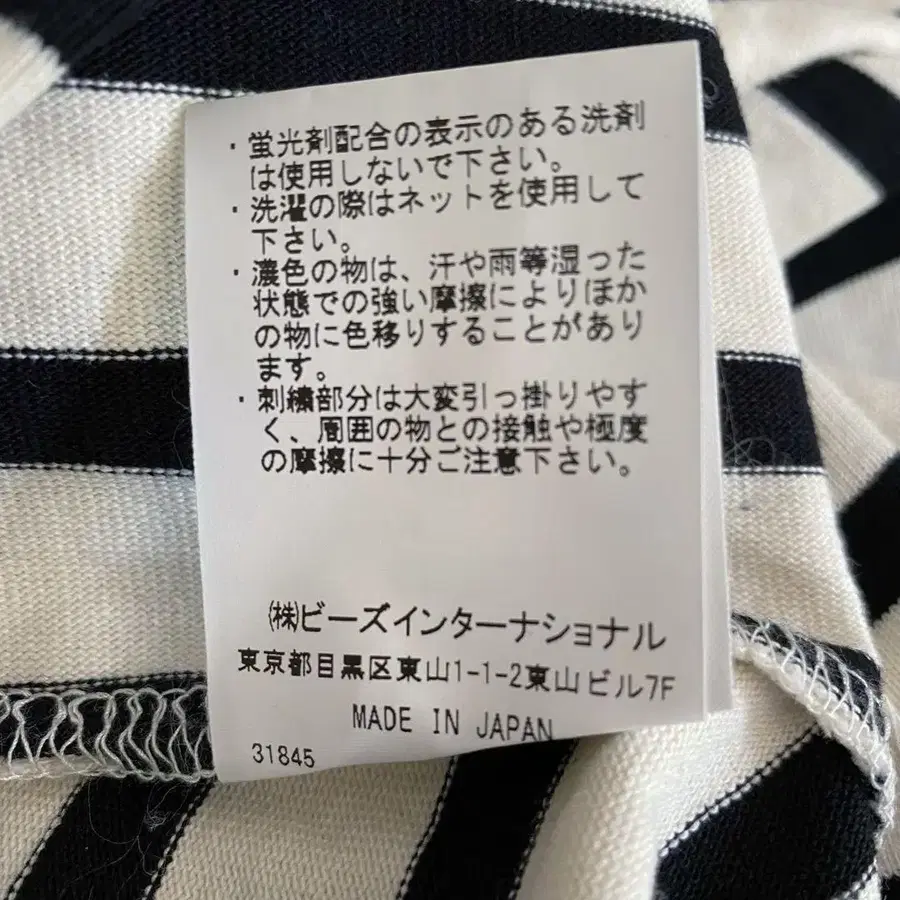 ・蛍光剤配合の表示のある洗剤
は使用しないで下さい。
・洗濯の際はネットを使用して
下さい。
・濃色の物は、汗や雨等湿った
状態での強い摩擦によりほか
の物に色移りすることがあり
ます。
・刺繍部分は大変引っ掛りやす
く、周囲の物との接触や極度
の摩擦に十分ご注意下さい。
㈱ビーズインターナショナル
東京都目黒区東山1-1-2東山ビル7F
MADE IN JAPAN
31845